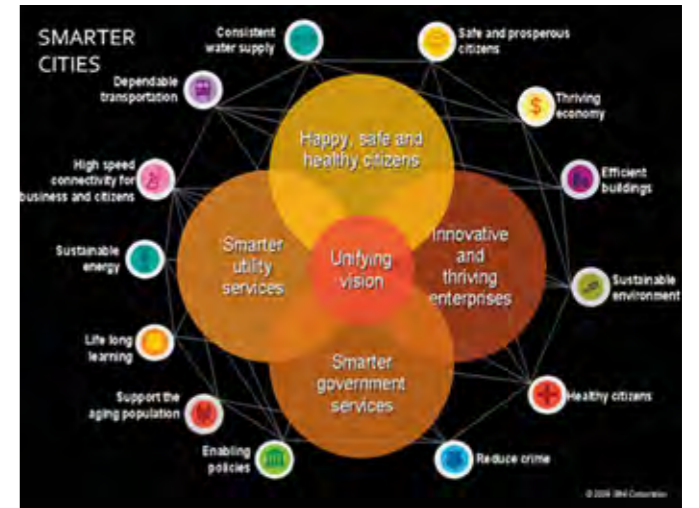 SMARTER
CITIES
Consistent
water supply
Safe and prosperous
citizens
Dependable
transportation
Thriving
economy
Happy, safe and
healthy citizens
High speed
connectivity for
business and citizens
Efficient
buildings
Smarter
utility
services
Unifying
vision
Innovative
and
thriving
enterprises
Sustainable
energy
Sustainable
environment
Life long
learning
Smarter
government
services
Support the
aging population
Healthy citizens
Enabling
policies
Reduce crime
IBM Corporation